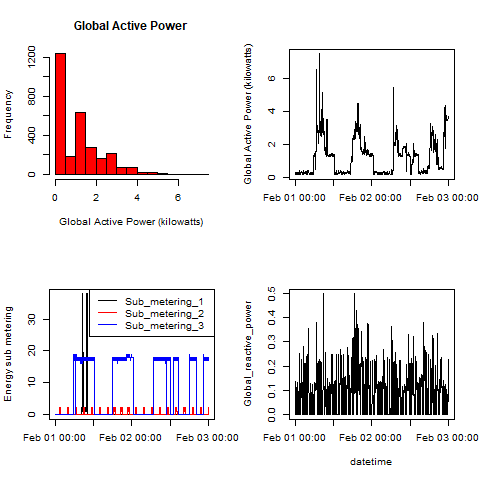 Global Active Power
Frequency
0 400 800 1200
0 2 4 6
Global Active Power (kilowatts)
Global Active Power (kilowatts)
0 2 4 6
Feb 01 00:00 Feb 02 00:00 Feb 03 00:00
Energy sub metering
0 10 20 30
Sub_metering_1
Sub_metering_2
Sub_metering_3
Feb 01 00:00 Feb 02 00:00 Feb 03 00:00
Global_reactive_power
0.0 0.1 0.2 0.3 0.4 0.5
Feb 01 00:00 Feb 02 00:00 Feb 03 00:00
datetime